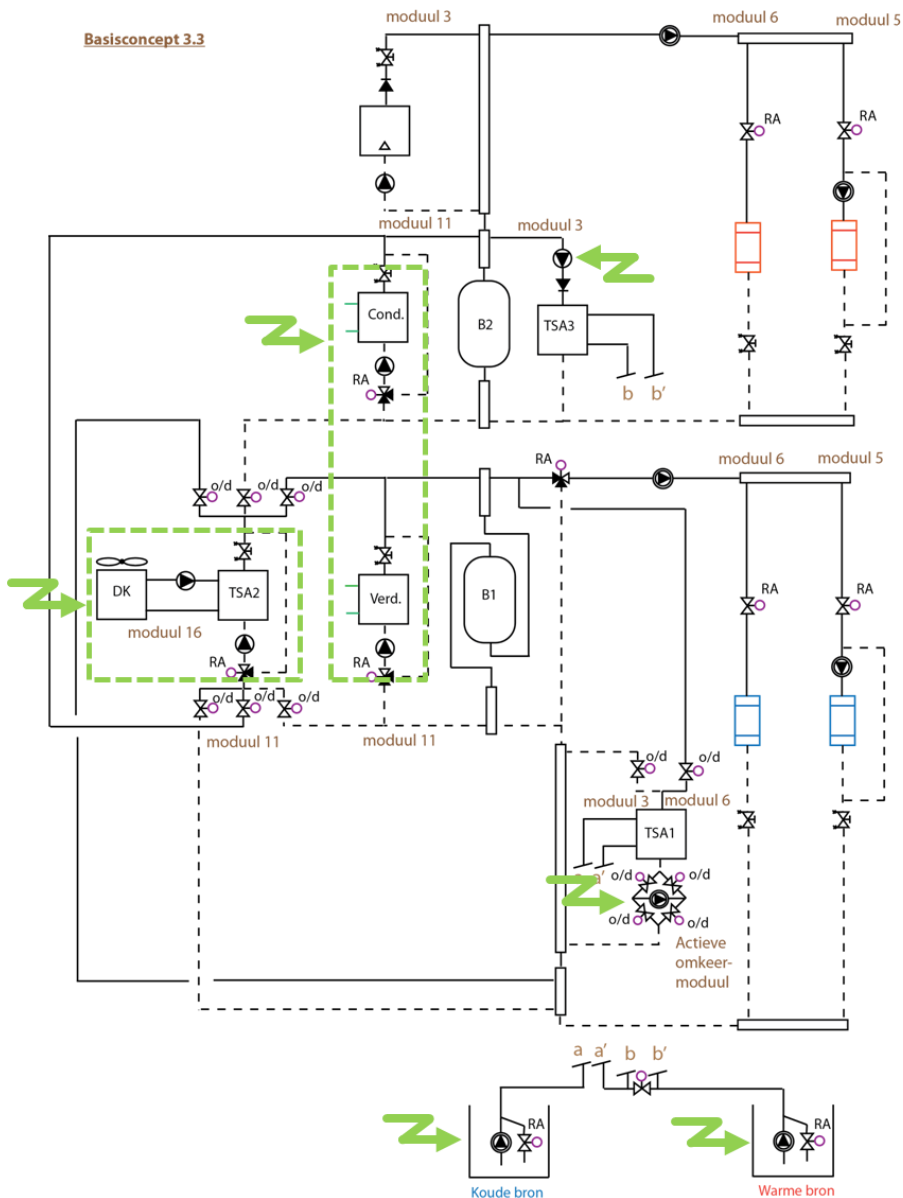 Basisconcept 3.3
moduul 3
moduul 6
moduul 5
RA
RA
moduul 11
moduul 3
Cond.
B2
TSA3
RA
b
b'
o/d
o/d
o/d
RA
moduul 6
moduul 5
DK
TSA2
moduul 16
Verd.
B1
RA
RA
RA
RA
o/d
o/d
o/d
moduul 11
moduul 11
o/d
o/d
moduul 3
moduul 6
TSA1
a'
o/d
o/d
o/d
o/d
Actieve
omkeer-
moduul
a
a'
b
b'
RA
RA
Koude bron
Warme bron